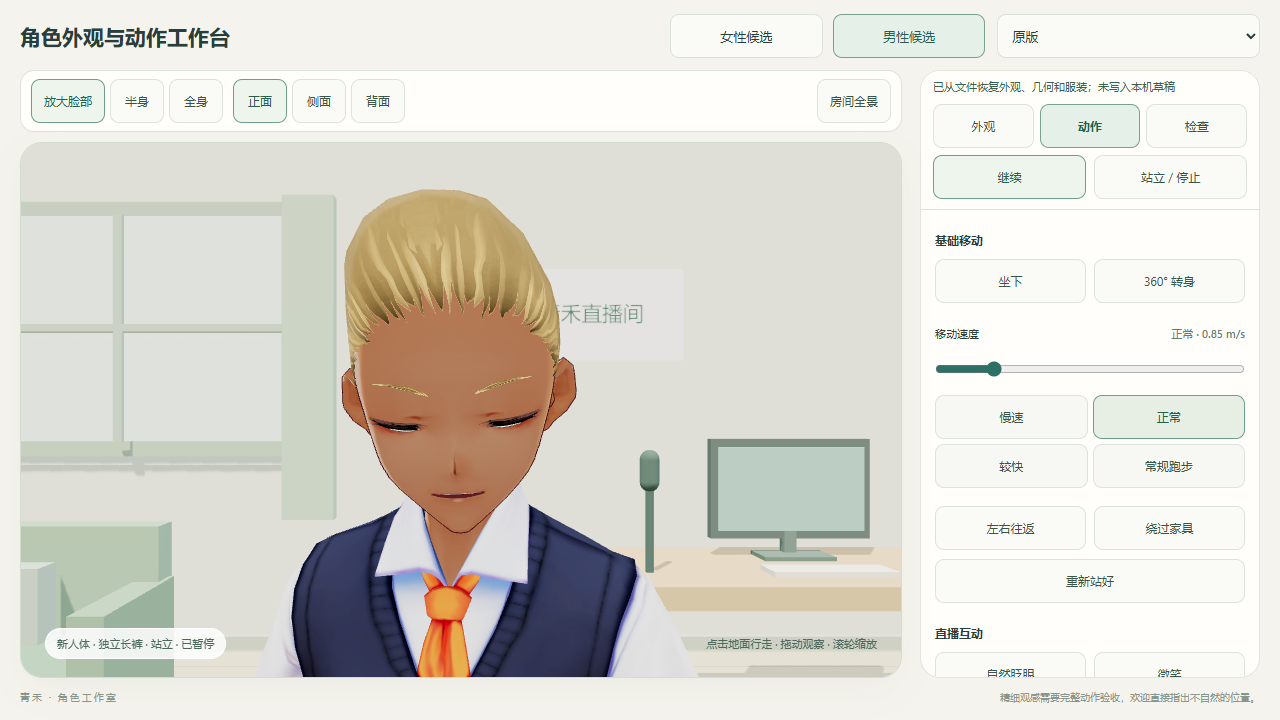 角色外观与动作工作台
女性候选
男性候选
原版
放大脸部
半身
全身
正面
侧面
背面
房间全景
已从文件恢复外观、几何和服装；未写入本机草稿
外观
动作
检查
继续
站立 / 停止
基础移动
坐下
360° 转身
移动速度
正常 · 0.85 m/s
慢速
正常
较快
常规跑步
左右往返
绕过家具
重新站好
直播互动
自然眨眼
微笑
禾直播间
新人体 · 独立长裤 · 站立 · 已暂停
点击地面行走 · 拖动观察 · 滚轮缩放
青禾 · 角色工作室
精细观感需要完整动作验收，欢迎直接指出不自然的位置。